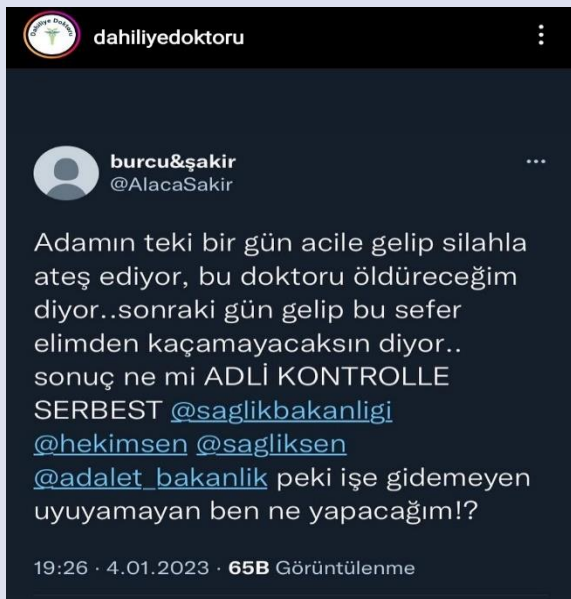 Dahiliye Doktoru
dahiliyedoktoru
burcu&şakir
@AlacaSakir
Adamın teki bir gün acile gelip silahla
ateş ediyor, bu doktoru öldüreceğim
diyor..sonraki gün gelip bu sefer
elimden kaçamayacaksın diyor..
sonuç ne mi ADLİ KONTROLLE
SERBEST @saglikbakanligi
@hekimsen @sagliksen
@adalet_bakanlik peki işe gidemeyen
uyuyamayan ben ne yapacağım!?
19:26 · 4.01.2023 · 65B Görüntülenme